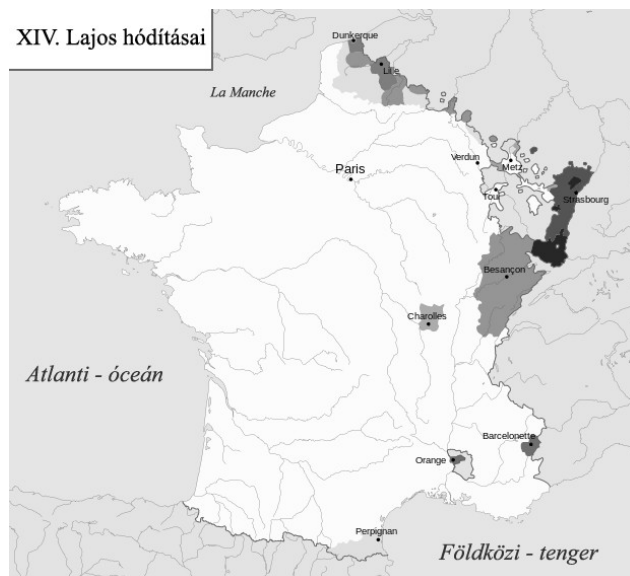 XIV. Lajos hódításai
Dunkerque
Lille
La Manche
Paris
Verdun
Metz
Toul
Strasbourg
Besançon
Charolles
Atlanti - óceán
Barcelonette
Orange
Perpignan
Földközi - tenger